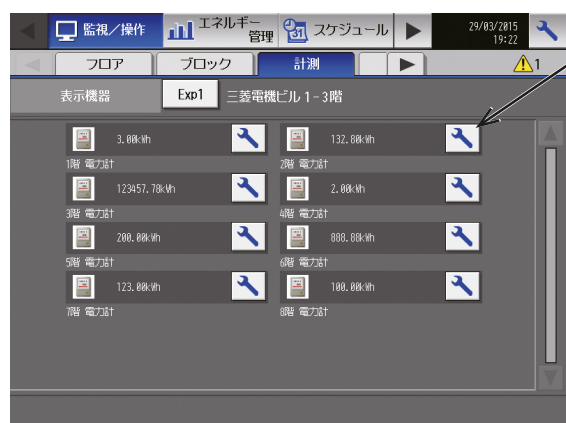 監視／操作
エネルギー
管理
31
スケジュール
29/03/2015
19:22
フロア
ブロック
計測
1
表示機器
Exp1
三菱電機ビル 1-3階
3.00kWh
132.80kWh
1階 電力計
2階 電力計
123457.78kWh
2.00kWh
3階 電力計
4階 電力計
200.00kWh
888.88kWh
5階 電力計
6階 電力計
123.00kWh
100.00kWh
7階 電力計
8階 電力計